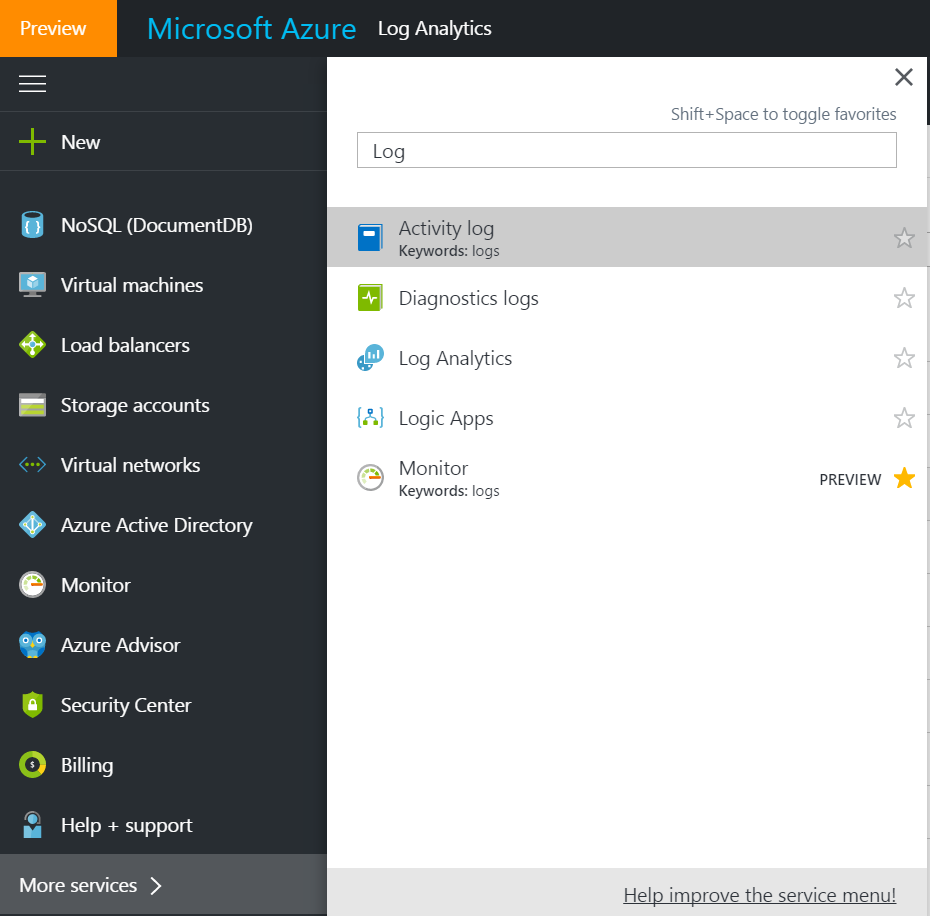 Preview
Microsoft Azure
Log Analytics
New
NoSQL (DocumentDB)
Virtual machines
Load balancers
Storage accounts
Virtual networks
Azure Active Directory
Monitor
Azure Advisor
Security Center
Billing
Help + support
More services
Shift+Space to toggle favorites
Log
Activity log
Keywords: logs
Diagnostics logs
Log Analytics
Logic Apps
Monitor
Keywords: logs
PREVIEW
Help improve the service menu!